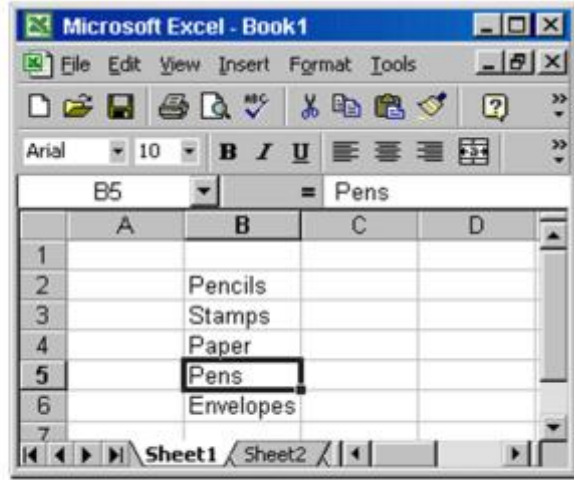 Microsoft Excel - Book1
File Edit View Insert Format Tools
ABC ?
Arial 10 B I U
B5 = Pens
A B C D
1
2 Pencils
3 Stamps
4 Paper
5 Pens
6 Envelopes
7
Sheet1 Sheet2